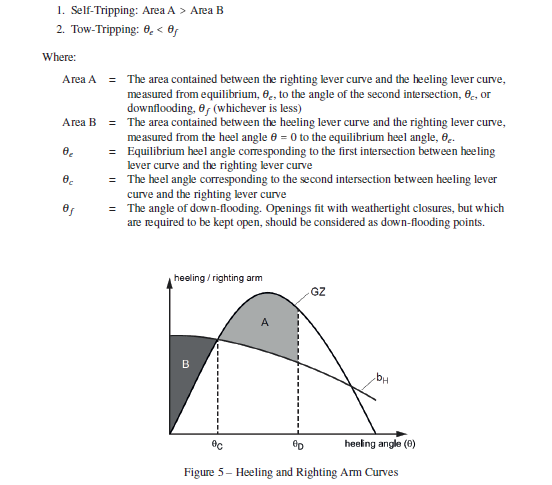 1. Self-Tripping: Area A > Area B
2. Tow-Tripping: θe < θf
Where:
Area A = The area contained between the righting lever curve and the heeling lever curve,
measured from equilibrium, θe, to the angle of the second intersection, θc, or
downflooding, θf (whichever is less)
Area B = The area contained between the heeling lever curve and the righting lever curve,
measured from the heel angle θ = 0 to the equilibrium heel angle, θe.
θe = Equilibrium heel angle corresponding to the first intersection between heeling
lever curve and the righting lever curve
θc = The heel angle corresponding to the second intersection between heeling lever
curve and the righting lever curve
θf = The angle of down-flooding. Openings fit with weathertight closures, but which
are required to be kept open, should be considered as down-flooding points.
heeling / righting arm
GZ
A
B
bH
θC
θD
heeling angle (θ)
Figure 5 – Heeling and Righting Arm Curves